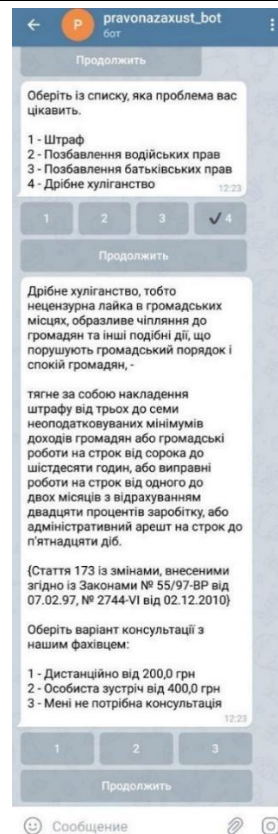 P
pravonazaxust_bot
бот
Продолжить
Оберіть із списку, яка проблема вас
цікавить.
1 - Штраф
2 - Позбавлення водійських прав
3 - Позбавлення батьківських прав
4 - Дрібне хуліганство
12:23
1 2 3 ✔4
Продолжить
Дрібне хуліганство, тобто
нецензурна лайка в громадських
місцях, образливе чіпляння до
громадян та інші подібні дії, що
порушують громадський порядок і
спокій громадян, -
тягне за собою накладення
штрафу від трьох до семи
неоподатковуваних мінімумів
доходів громадян або громадські
роботи на строк від сорока до
шістдесяти годин, або виправні
роботи на строк від одного до
двох місяців з відрахуванням
двадцяти процентів заробітку, або
адміністративний арешт на строк до
п'ятнадцяти діб.
{Стаття 173 із змінами, внесеними
згідно із Законами № 55/97-ВР від
07.02.97, № 2744-VI від 02.12.2010}
Оберіть варіант консультації з
нашим фахівцем:
1 - Дистанційно від 200,0 грн
2 - Особиста зустріч від 400,0 грн
3 - Мені не потрібна консультація
12:23
1 2 3
Продолжить
Сообщение